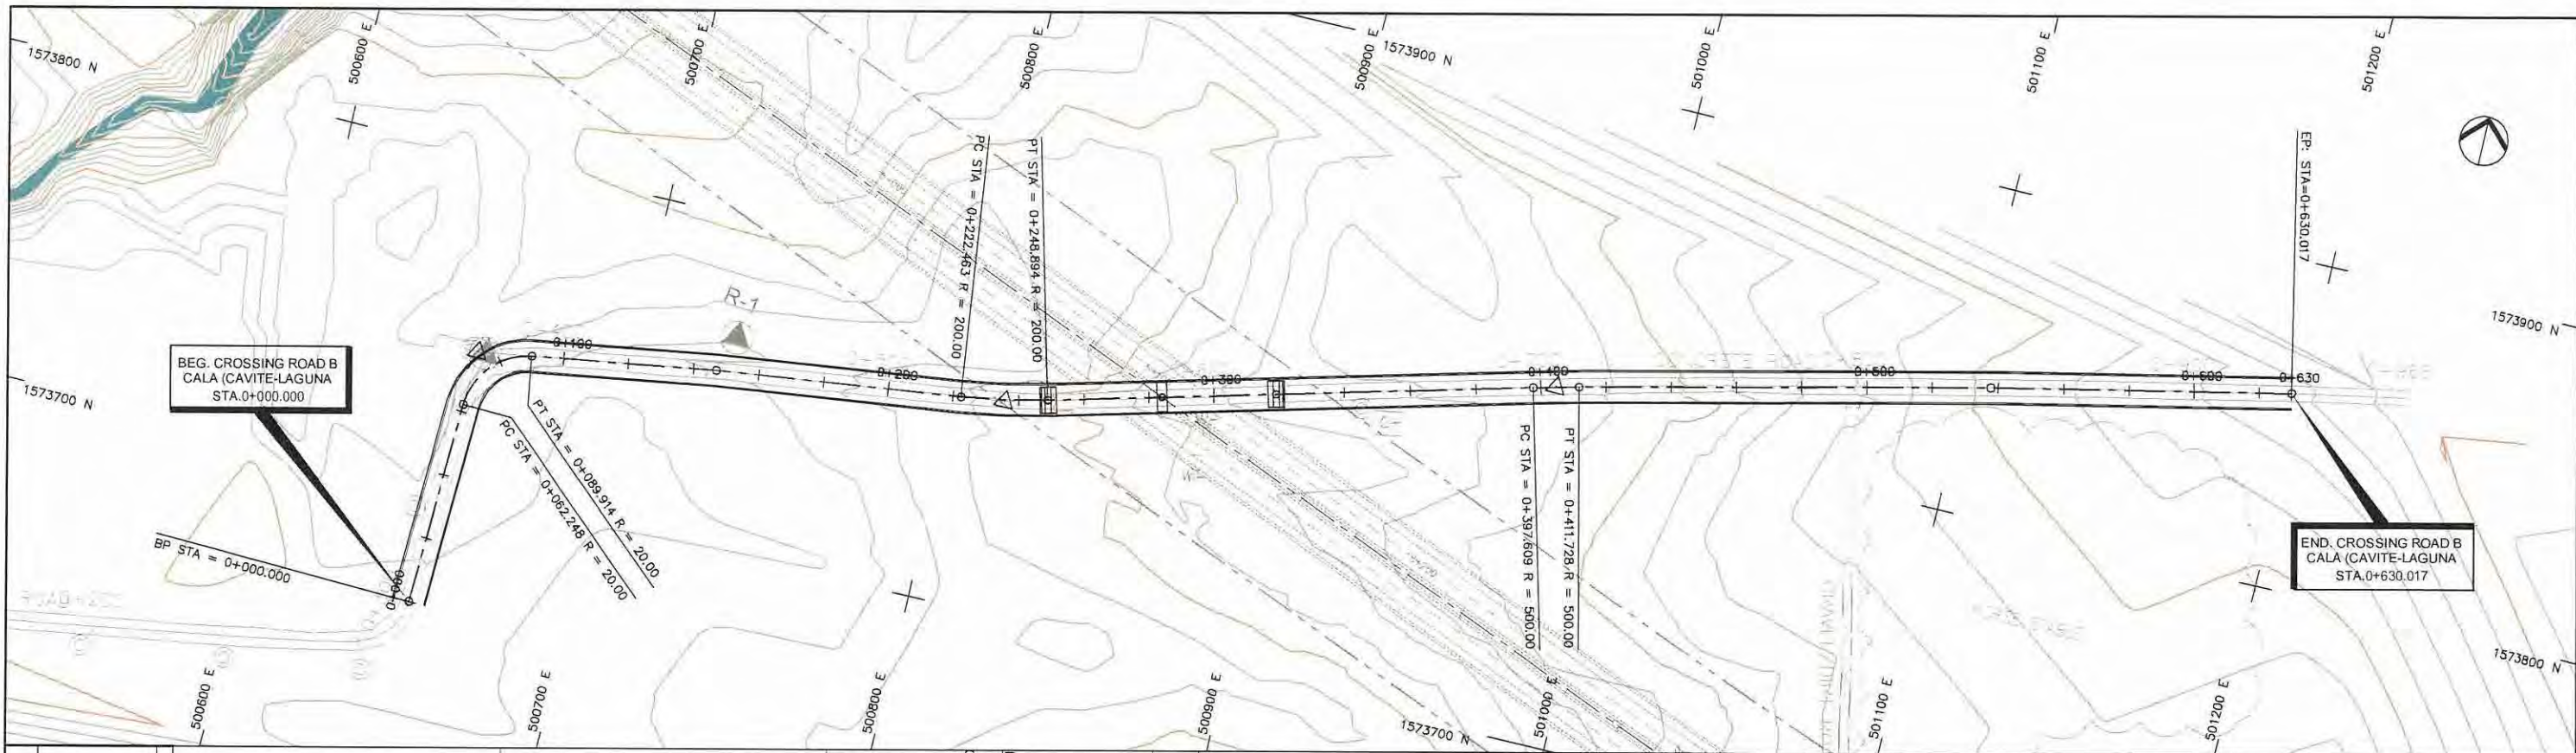 1573800 N
500600 E
500700 E
500800 E
500900 E
1573900 N
501000 E
501100 E
501200 E
PC STA = 0+222.463 R = 200.00
PT STA = 0+248.894 R = 200.00
EP: STA=0+630.017
R-1
1573900 N
BEG. CROSSING ROAD B
CALA (CAVITE-LAGUNA
STA.0+000.000
0+100
0+200
0+300
0+400
0+500
0+600
0+630
1573700 N
PT STA = 0+089.914 R = 20.00
PC STA = 0+062.248 R = 20.00
PC STA = 0+397.609 R = 500.00
PT STA = 0+411.728 R = 500.00
BP STA = 0+000.000
0+000
END. CROSSING ROAD B
CALA (CAVITE-LAGUNA
STA.0+630.017
1573800 N
500600 E
500700 E
500800 E
500900 E
1573700 N
501000 E
501100 E
501200 E